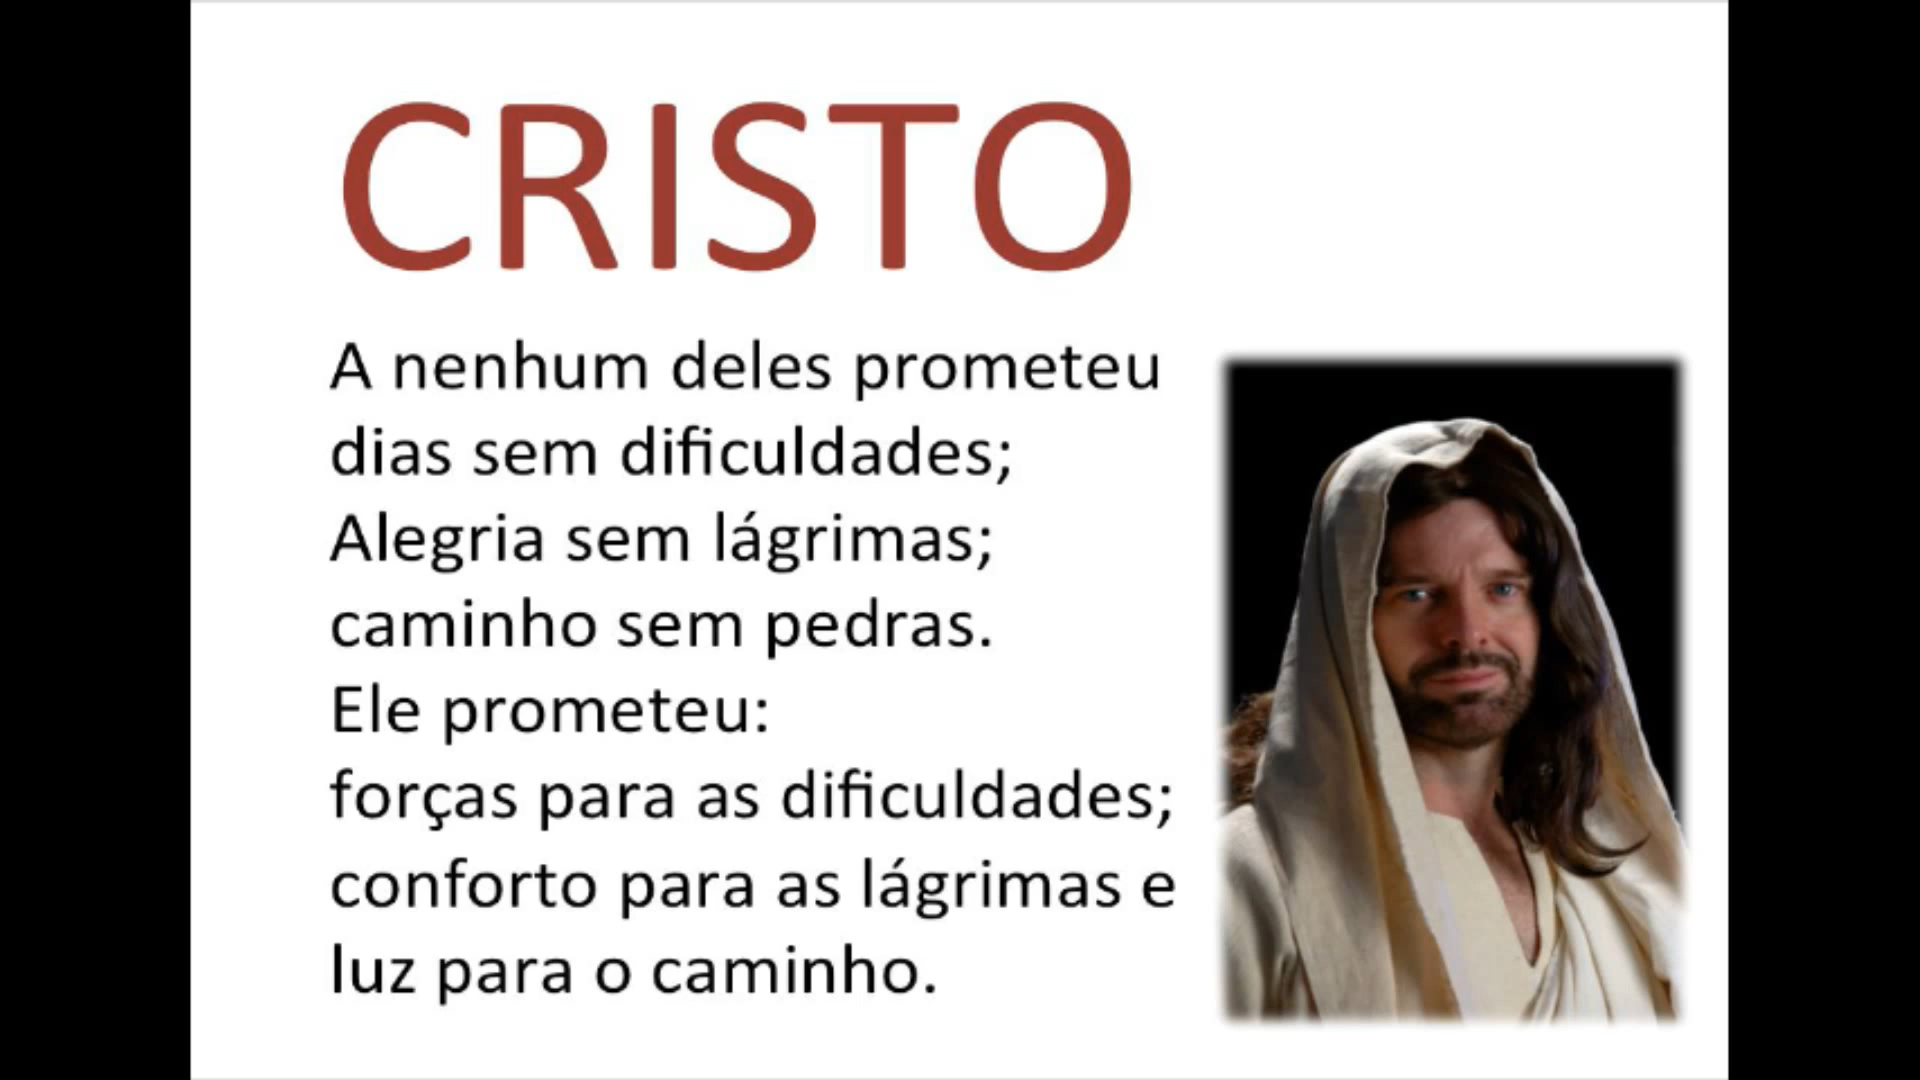 CRISTO
A nenhum deles prometeu
dias sem dificuldades;
Alegria sem lágrimas;
caminho sem pedras.
Ele prometeu:
forças para as dificuldades;
conforto para as lágrimas e
luz para o caminho.